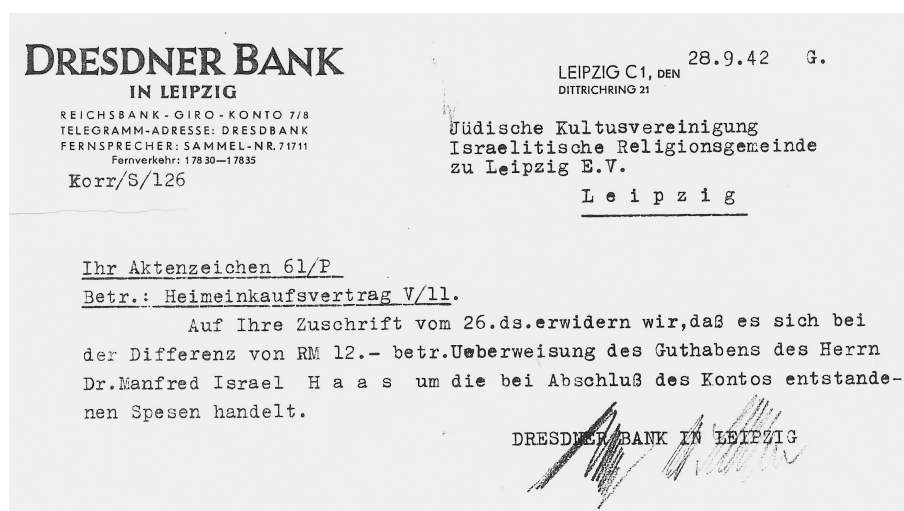 DRESDNER BANK
IN LEIPZIG
REICHSBANK-GIRO-KONTO 7/8
TELEGRAMM-ADRESSE: DRESDBANK
FERNSPRECHER: SAMMEL-NR. 71711
Fernverkehr: 17830—17835
Korr/S/126
LEIPZIG C1, DEN 28.9.42 G.
DITTRICHRING 21
Jüdische Kultusvereinigung
Israelitische Religionsgemeinde
zu Leipzig E.V.
Leipzig
Ihr Aktenzeichen 61/P
Betr.: Heimeinkaufsvertrag V/11.
Auf Ihre Zuschrift vom 26.ds.erwidern wir,daß es sich bei
der Differenz von RM 12.- betr.Ueberweisung des Guthabens des Herrn
Dr.Manfred Israel Haas um die bei Abschluß des Kontos entstande-
nen Spesen handelt.
DRESDNER BANK IN LEIPZIG